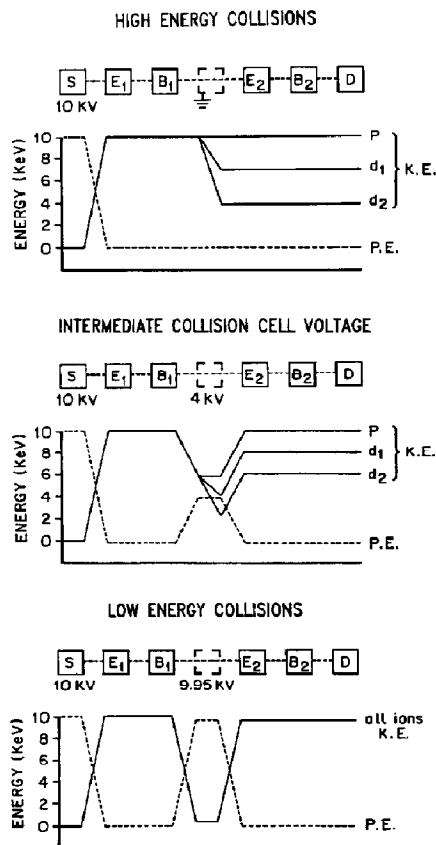 HIGH ENERGY COLLISIONS
S E₁ B₁ E₂ B₂ D
10 KV
ENERGY (KeV)
10
8
6
4
2
0
P
d₁
d₂
K.E.
P.E.
INTERMEDIATE COLLISION CELL VOLTAGE
S E₁ B₁ E₂ B₂ D
10 KV 4 KV
ENERGY (KeV)
10
8
6
4
2
0
P
d₁
d₂
K.E.
P.E.
LOW ENERGY COLLISIONS
S E₁ B₁ E₂ B₂ D
10 KV 9.95 KV
ENERGY (KeV)
10
8
6
4
2
0
all ions
K.E.
P.E.